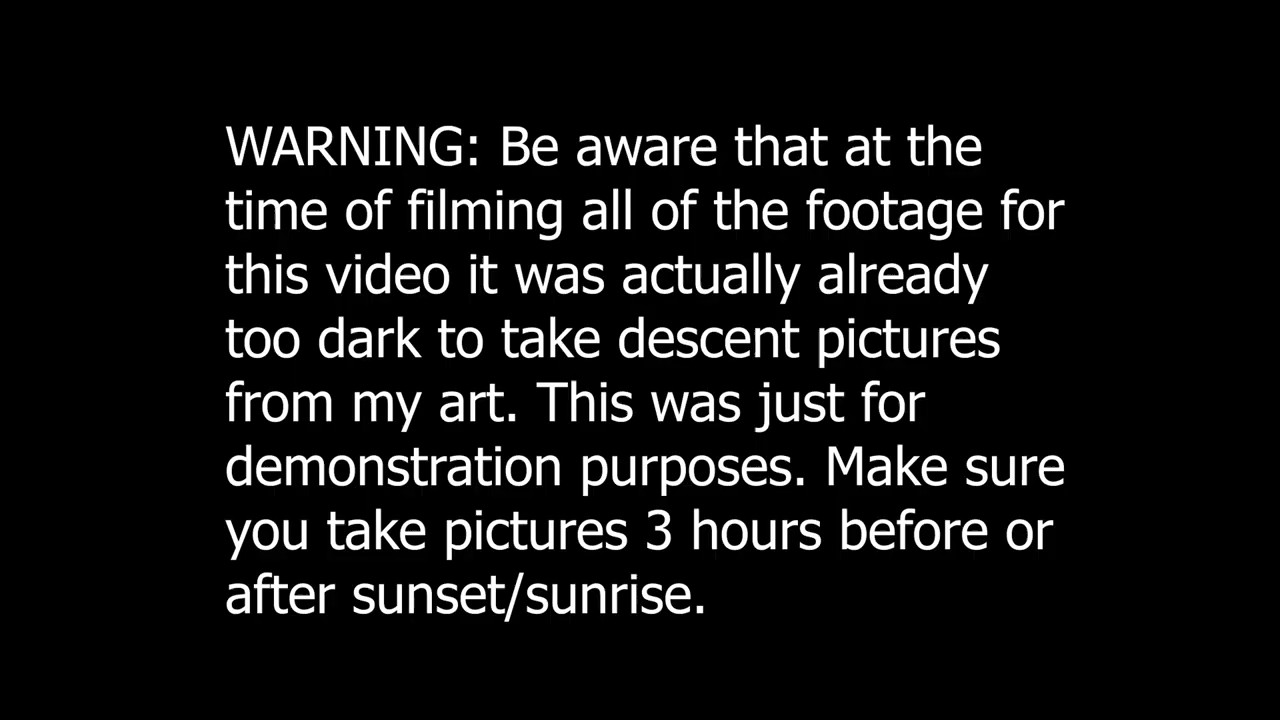 WARNING: Be aware that at the
time of filming all of the footage for
this video it was actually already
too dark to take descent pictures
from my art. This was just for
demonstration purposes. Make sure
you take pictures 3 hours before or
after sunset/sunrise.